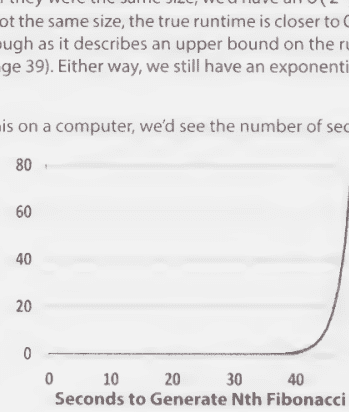 they were the same size, we'd have an O(2
ot the same size, the true runtime is closer to
ough as it describes an upper bound on the ru
ge 39). Either way, we still have an exponenti
is on a computer, we'd see the number of sec
80
60
40
20
0
0 10 20 30 40
Seconds to Generate Nth Fibonacci